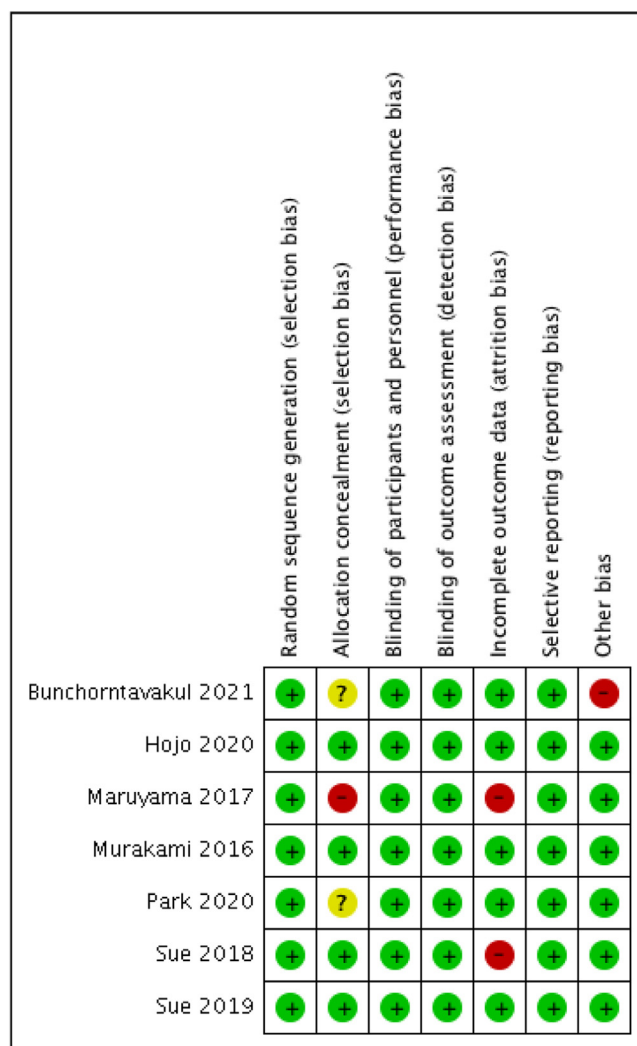 Random sequence generation (selection bias)
Allocation concealment (selection bias)
Blinding of participants and personnel (performance bias)
Blinding of outcome assessment (detection bias)
Incomplete outcome data (attrition bias)
Selective reporting (reporting bias)
Other bias
Bunchorntavakul 2021 + ? + + + + -
Hojo 2020 + + + + + + +
Maruyama 2017 + - + + - + +
Murakami 2016 + + + + + + +
Park 2020 + ? + + + + +
Sue 2018 + + + + - + +
Sue 2019 + + + + + + +